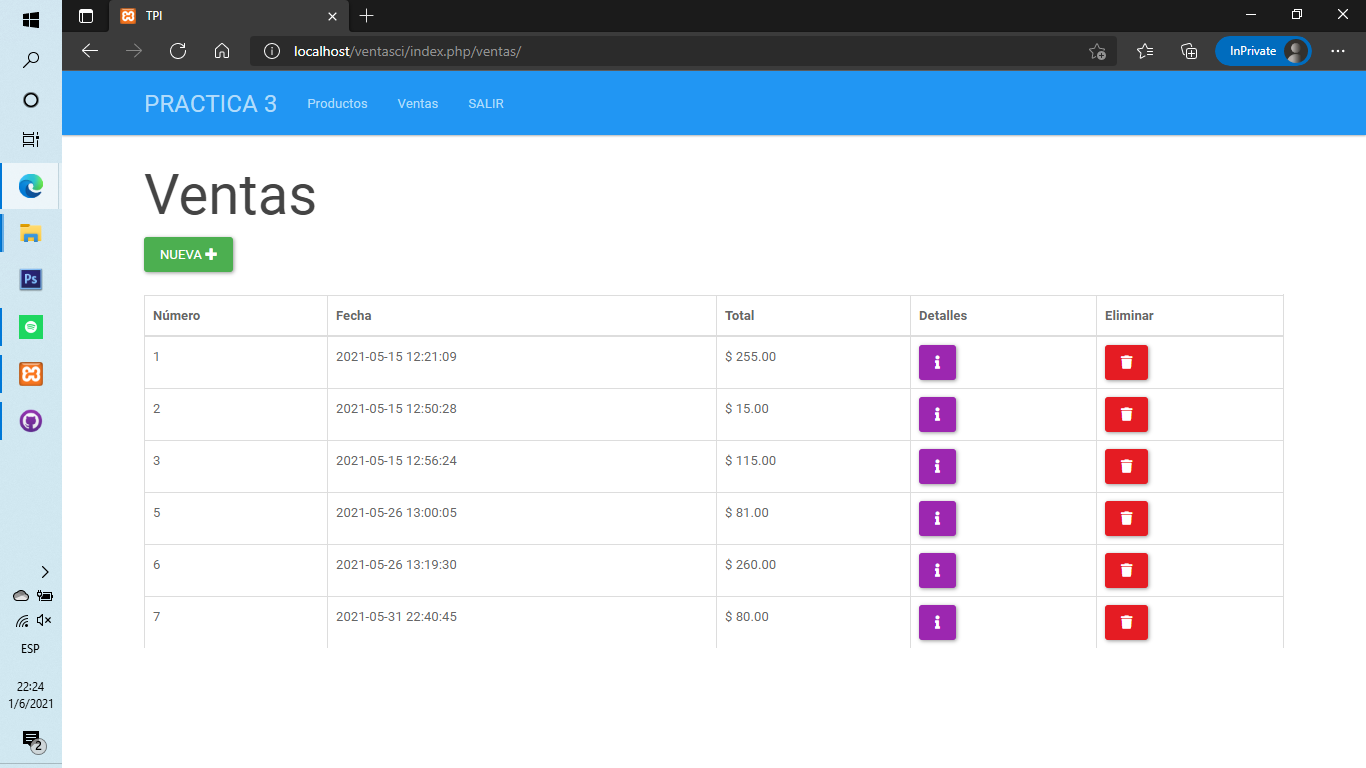 TPI
localhost/ventasci/index.php/ventas/
InPrivate
PRACTICA 3 Productos Ventas SALIR
Ventas
NUEVA
Número Fecha Total Detalles Eliminar
1 2021-05-15 12:21:09 $ 255.00
2 2021-05-15 12:50:28 $ 15.00
3 2021-05-15 12:56:24 $ 115.00
5 2021-05-26 13:00:05 $ 81.00
6 2021-05-26 13:19:30 $ 260.00
7 2021-05-31 22:40:45 $ 80.00
Ps
ESP
22:24
1/6/2021
2